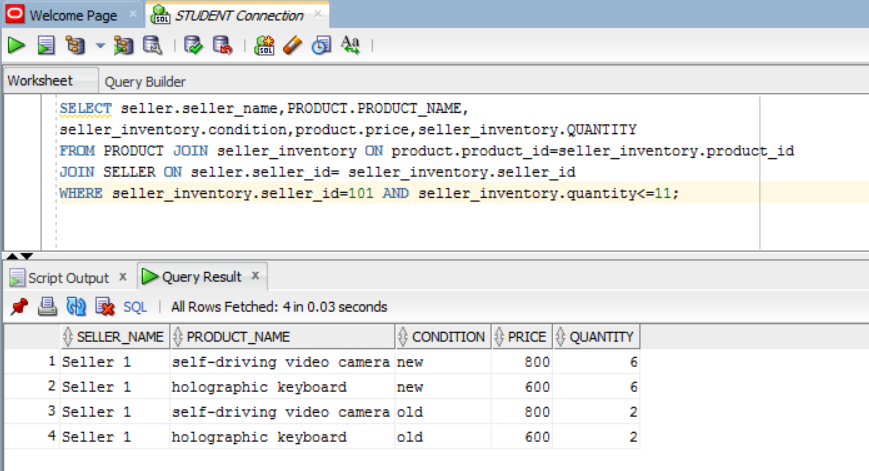 Welcome Page × STUDENT Connection ×
SQL Aa
Worksheet Query Builder
SELECT seller.seller_name,PRODUCT.PRODUCT_NAME,
seller_inventory.condition,product.price,seller_inventory.QUANTITY
FROM PRODUCT JOIN seller_inventory ON product.product_id=seller_inventory.product_id
JOIN SELLER ON seller.seller_id= seller_inventory.seller_id
WHERE seller_inventory.seller_id=101 AND seller_inventory.quantity<=11;
Script Output × Query Result ×
SQL | All Rows Fetched: 4 in 0.03 seconds
SELLER_NAME PRODUCT_NAME CONDITION PRICE QUANTITY
1 Seller 1 self-driving video camera new 800 6
2 Seller 1 holographic keyboard new 600 6
3 Seller 1 self-driving video camera old 800 2
4 Seller 1 holographic keyboard old 600 2